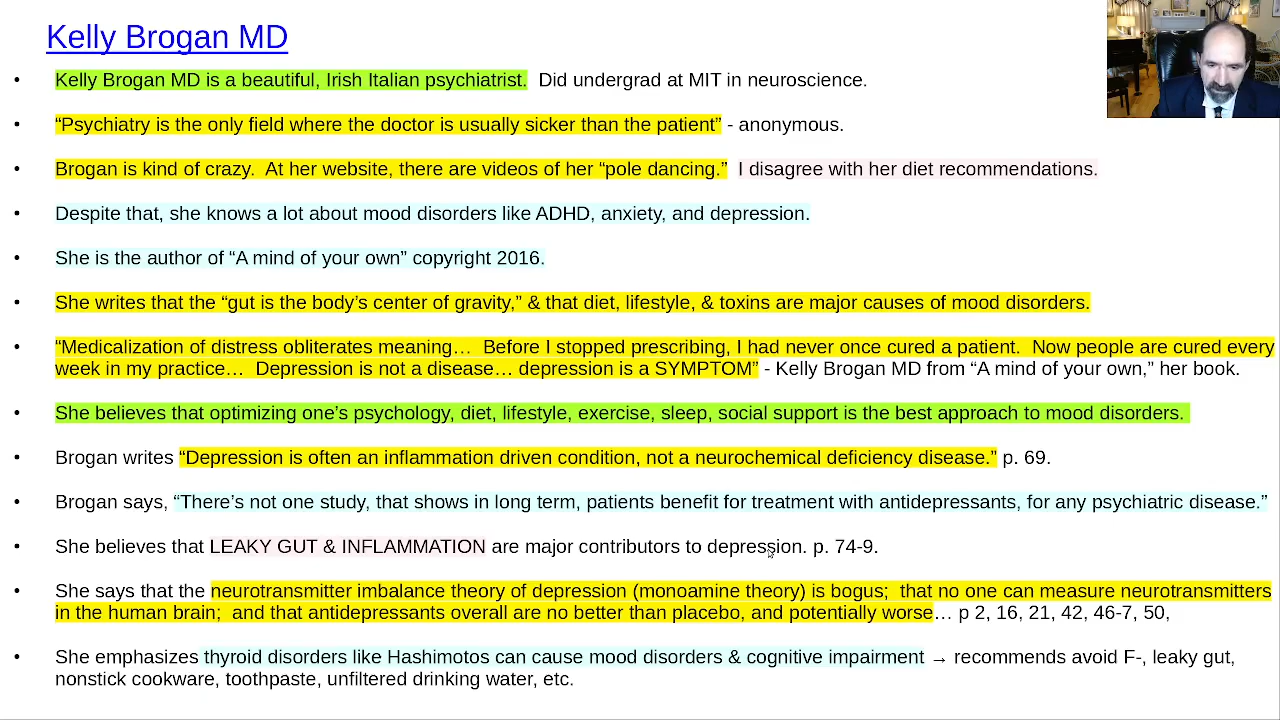 Kelly Brogan MD
• Kelly Brogan MD is a beautiful, Irish Italian psychiatrist.  Did undergrad at MIT in neuroscience.
• “Psychiatry is the only field where the doctor is usually sicker than the patient” - anonymous.
• Brogan is kind of crazy.  At her website, there are videos of her “pole dancing.”  I disagree with her diet recommendations.
• Despite that, she knows a lot about mood disorders like ADHD, anxiety, and depression.
• She is the author of “A mind of your own” copyright 2016.
• She writes that the “gut is the body’s center of gravity,” & that diet, lifestyle, & toxins are major causes of mood disorders.
• “Medicalization of distress obliterates meaning…  Before I stopped prescribing, I had never once cured a patient.  Now people are cured every
week in my practice…  Depression is not a disease… depression is a SYMPTOM” - Kelly Brogan MD from “A mind of your own,” her book.
• She believes that optimizing one’s psychology, diet, lifestyle, exercise, sleep, social support is the best approach to mood disorders.
• Brogan writes “Depression is often an inflammation driven condition, not a neurochemical deficiency disease.” p. 69.
• Brogan says, “There’s not one study, that shows in long term, patients benefit for treatment with antidepressants, for any psychiatric disease.”
• She believes that LEAKY GUT & INFLAMMATION are major contributors to depression. p. 74-9.
• She says that the neurotransmitter imbalance theory of depression (monoamine theory) is bogus;  that no one can measure neurotransmitters
in the human brain;  and that antidepressants overall are no better than placebo, and potentially worse… p 2, 16, 21, 42, 46-7, 50,
• She emphasizes thyroid disorders like Hashimotos can cause mood disorders & cognitive impairment → recommends avoid F-, leaky gut,
nonstick cookware, toothpaste, unfiltered drinking water, etc.